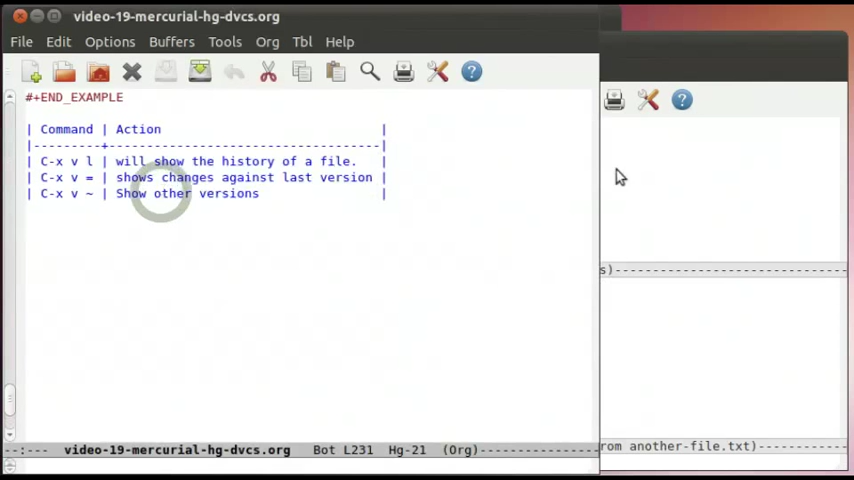 video-19-mercurial-hg-dvcs.org
File Edit Options Buffers Tools Org Tbl Help
#+END_EXAMPLE
| Command | Action |
|---------+-----------------------------------|
| C-x v l | will show the history of a file. |
| C-x v = | shows changes against last version |
| C-x v ~ | Show other versions |
s)
rom another-file.txt)
--:--- video-19-mercurial-hg-dvcs.org Bot L231 Hg-21 (Org)